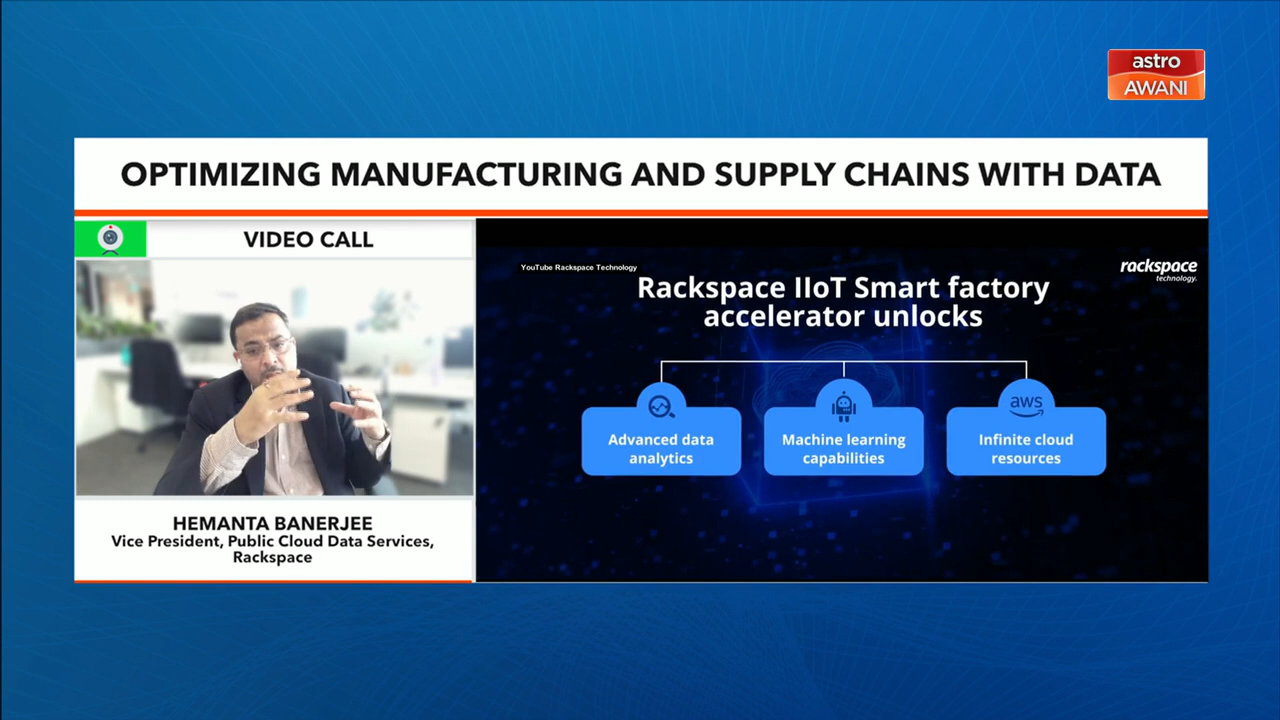 astro
AWANI
OPTIMIZING MANUFACTURING AND SUPPLY CHAINS WITH DATA
VIDEO CALL
HEMANTA BANERJEE
Vice President, Public Cloud Data Services,
Rackspace
YouTube Rackspace Technology
rackspace
technology.
Rackspace IIoT Smart factory
accelerator unlocks
Advanced data
analytics
Machine learning
capabilities
aws
Infinite cloud
resources